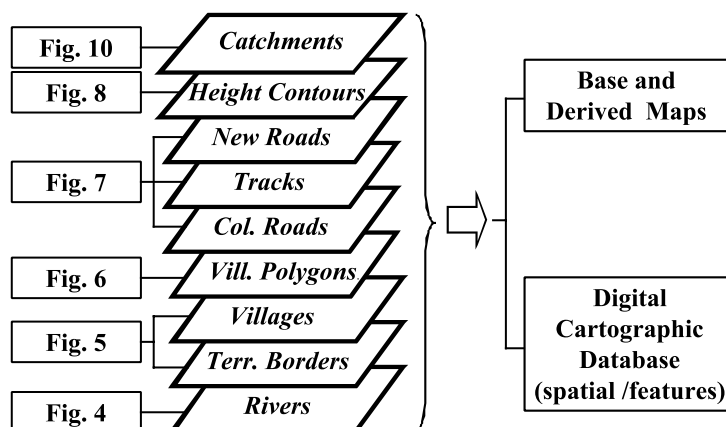 Fig. 10
Catchments
Fig. 8
Height Contours
New Roads
Fig. 7
Tracks
Col. Roads
Fig. 6
Vill. Polygons
Villages
Fig. 5
Terr. Borders
Fig. 4
Rivers
Base and
Derived Maps
Digital
Cartographic
Database
(spatial /features)